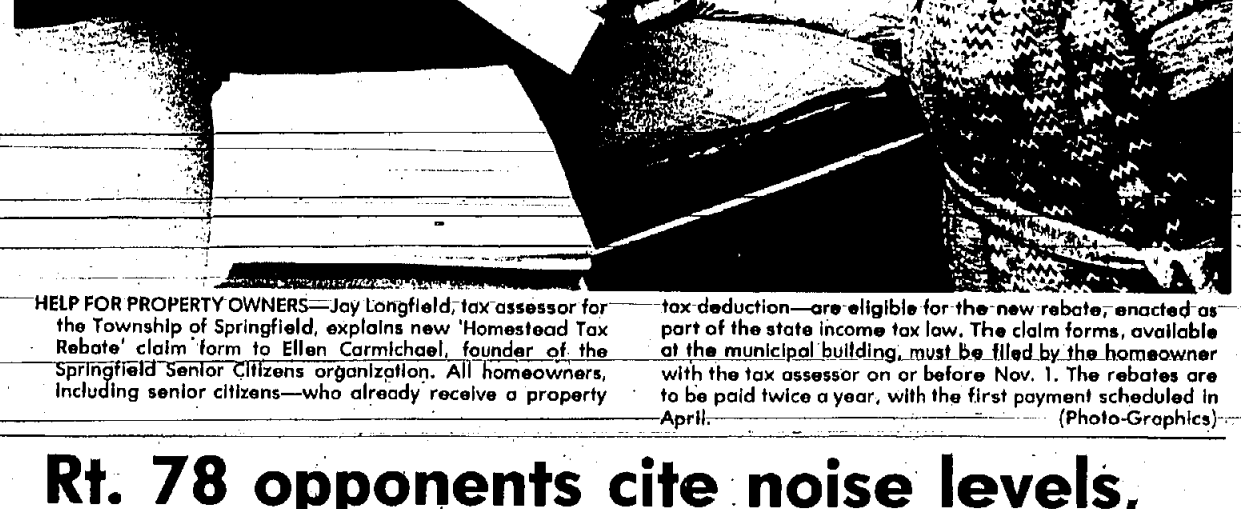 HELP FOR PROPERTY OWNERS—Jay Longfield, tax assessor for
the Township of Springfield, explains new 'Homestead Tax
Rebate' claim form to Ellen Carmichael, founder of the
Springfield Senior Citizens organization. All homeowners,
including senior citizens—who already receive a property
tax deduction—are eligible for the new rebate, enacted as
part of the state income tax law. The claim forms, available
at the municipal building, must be filed by the homeowner
with the tax assessor on or before Nov. 1. The rebates are
to be paid twice a year, with the first payment scheduled in
April. (Photo-Graphics)
Rt. 78 opponents cite noise levels,